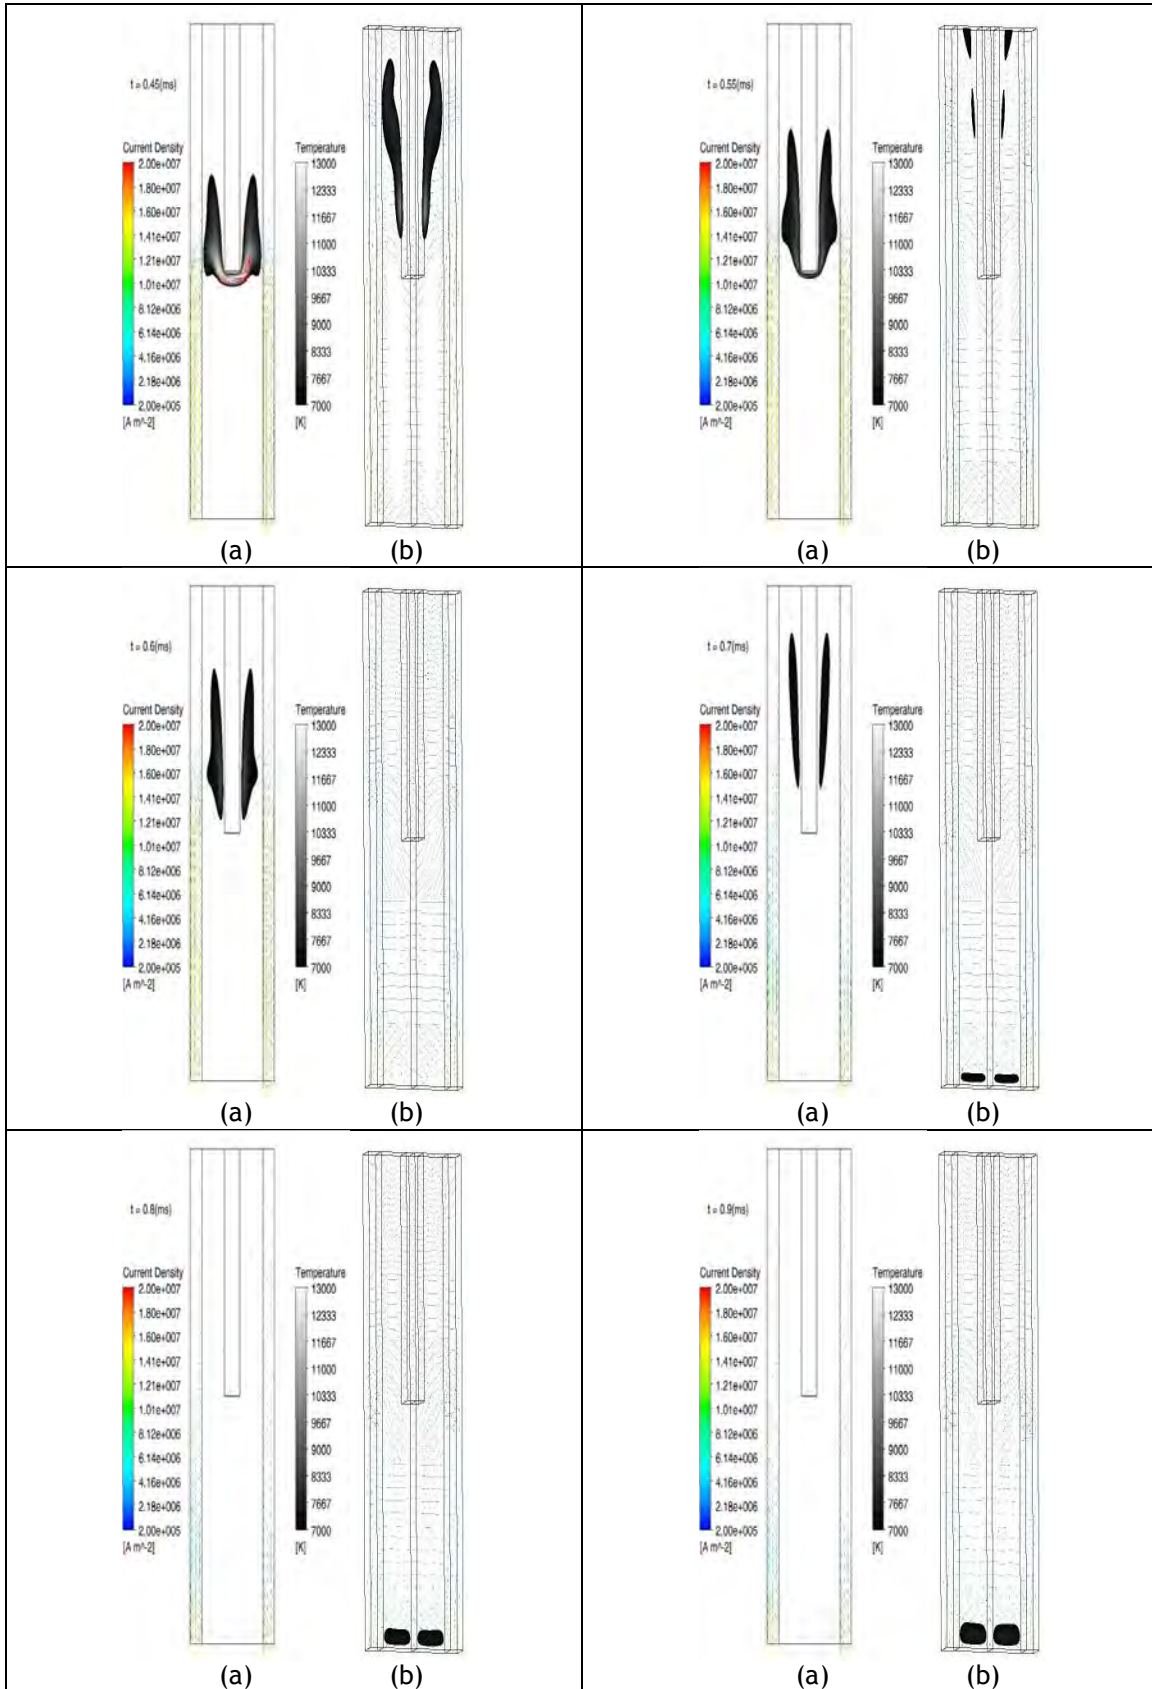 t = 0.45(ms)
Current Density
2.00e+007
1.80e+007
1.60e+007
1.41e+007
1.21e+007
1.01e+007
8.12e+006
6.14e+006
4.16e+006
2.18e+006
2.00e+005
[A m^-2]
Temperature
13000
12333
11667
11000
10333
9667
9000
8333
7667
7000
[K]
(a) (b)
t = 0.55(ms)
Current Density
2.00e+007
1.80e+007
1.60e+007
1.41e+007
1.21e+007
1.01e+007
8.12e+006
6.14e+006
4.16e+006
2.18e+006
2.00e+005
[A m^-2]
Temperature
13000
12333
11667
11000
10333
9667
9000
8333
7667
7000
[K]
(a) (b)
t = 0.6(ms)
Current Density
2.00e+007
1.80e+007
1.60e+007
1.41e+007
1.21e+007
1.01e+007
8.12e+006
6.14e+006
4.16e+006
2.18e+006
2.00e+005
[A m^-2]
Temperature
13000
12333
11667
11000
10333
9667
9000
8333
7667
7000
[K]
(a) (b)
t = 0.7(ms)
Current Density
2.00e+007
1.80e+007
1.60e+007
1.41e+007
1.21e+007
1.01e+007
8.12e+006
6.14e+006
4.16e+006
2.18e+006
2.00e+005
[A m^-2]
Temperature
13000
12333
11667
11000
10333
9667
9000
8333
7667
7000
[K]
(a) (b)
t = 0.8(ms)
Current Density
2.00e+007
1.80e+007
1.60e+007
1.41e+007
1.21e+007
1.01e+007
8.12e+006
6.14e+006
4.16e+006
2.18e+006
2.00e+005
[A m^-2]
Temperature
13000
12333
11667
11000
10333
9667
9000
8333
7667
7000
[K]
(a) (b)
t = 0.9(ms)
Current Density
2.00e+007
1.80e+007
1.60e+007
1.41e+007
1.21e+007
1.01e+007
8.12e+006
6.14e+006
4.16e+006
2.18e+006
2.00e+005
[A m^-2]
Temperature
13000
12333
11667
11000
10333
9667
9000
8333
7667
7000
[K]
(a) (b)